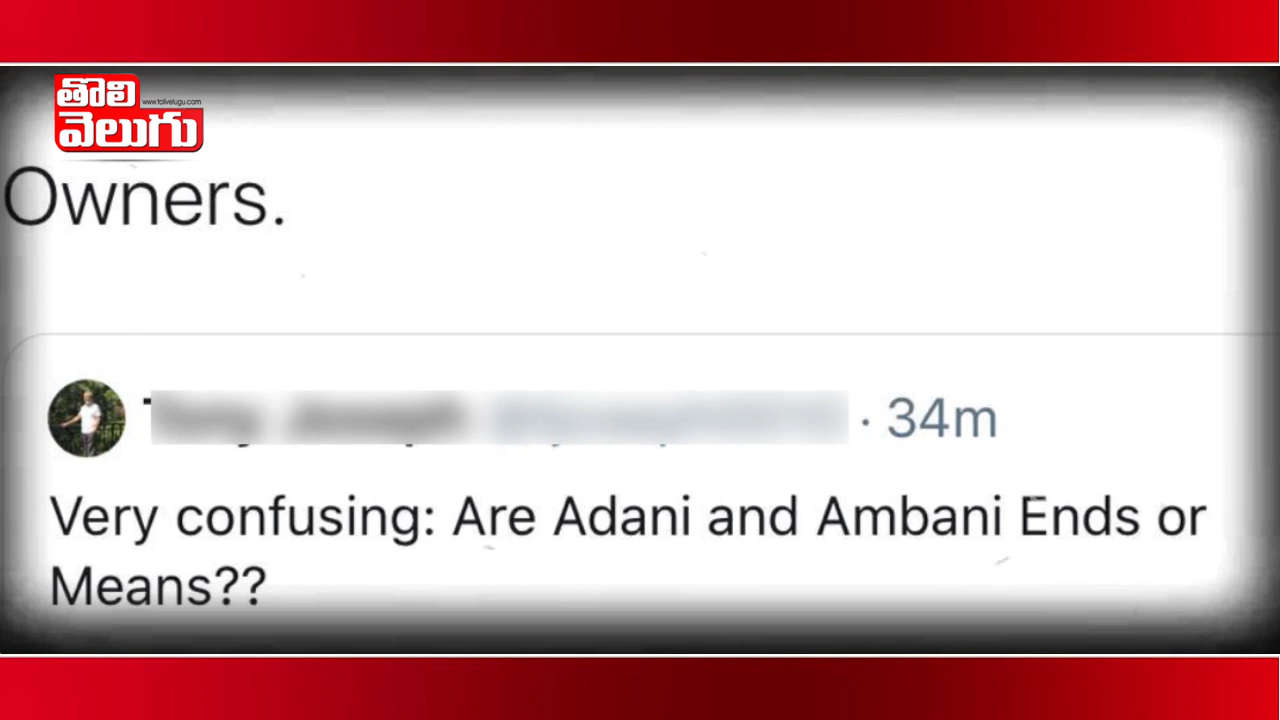 తొలి
www.tolivelugu.com
వెలుగు
Owners.
· 34m
Very confusing: Are Adani and Ambani Ends or
Means??